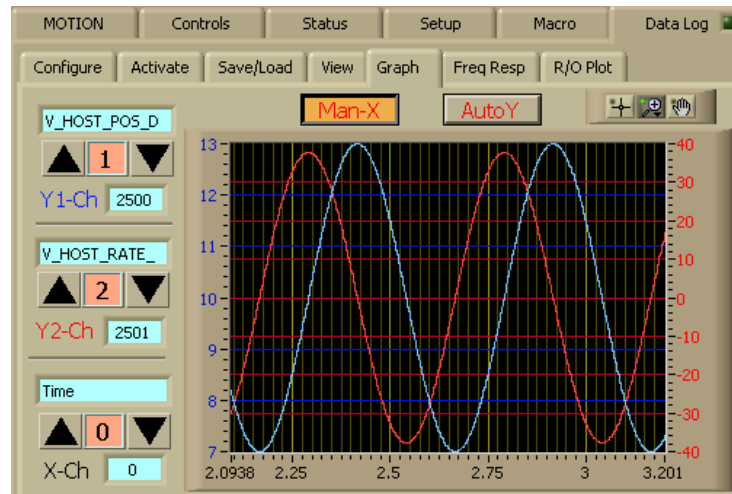 MOTION Controls Status Setup Macro Data Log
Configure Activate Save/Load View Graph Freq Resp R/O Plot
Man-X AutoY
V_HOST_POS_D
1
Y1-Ch 2500
V_HOST_RATE_
2
Y2-Ch 2501
Time
0
X-Ch 0
13 40
12 30
11 20
10 10
9 0
8 -10
7 -20
-30
-40
2.0938 2.25 2.5 2.75 3 3.201